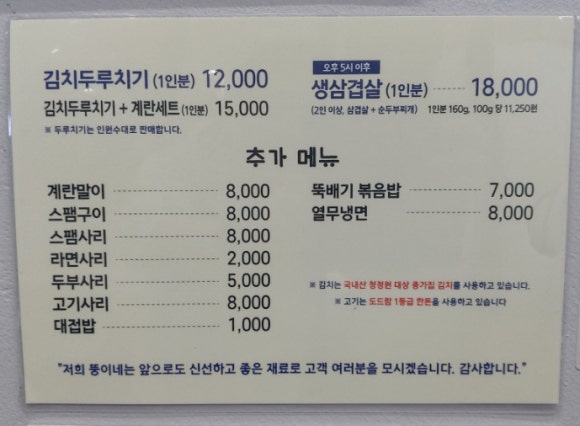 김치두루치기 (1인분) 12,000
김치두루치기 + 계란세트 (1인분) 15,000
※ 두루치기는 인원수대로 판매합니다.
오후 5시 이후
생삼겹살 (1인분) 18,000
(2인 이상, 삼겹살 + 순두부찌개) 1인분 160g, 100g 당 11,250원
추가 메뉴
계란말이 8,000
스팸구이 8,000
스팸사리 8,000
라면사리 2,000
두부사리 5,000
고기사리 8,000
대접밥 1,000
뚝배기 볶음밥 7,000
열무냉면 8,000
※ 김치는 국내산 청정원 대상 종가집 김치를 사용하고 있습니다.
※ 고기는 도드람 1등급 한돈을 사용하고 있습니다
"저희 뚱이네는 앞으로도 신선하고 좋은 재료로 고객 여러분을 모시겠습니다. 감사합니다."